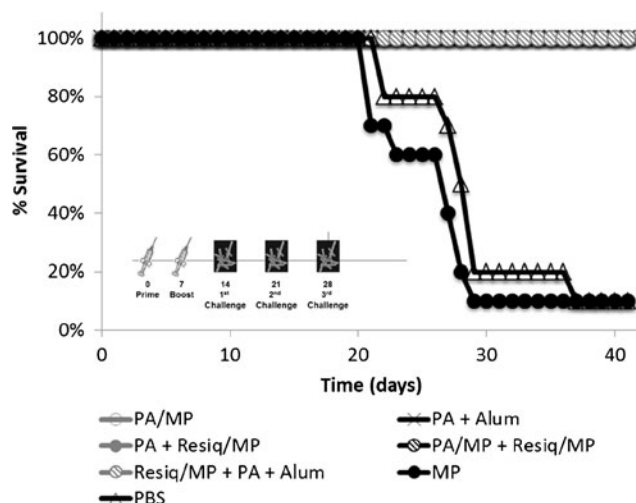 100%
80%
60%
40%
20%
0%
% Survival
0 7 14 21 28
Prime Boost 1st 2nd 3rd
Challenge Challenge Challenge
0 10 20 30 40
Time (days)
PA/MP PA + Alum
PA + Resiq/MP PA/MP + Resiq/MP
Resiq/MP + PA + Alum MP
PBS